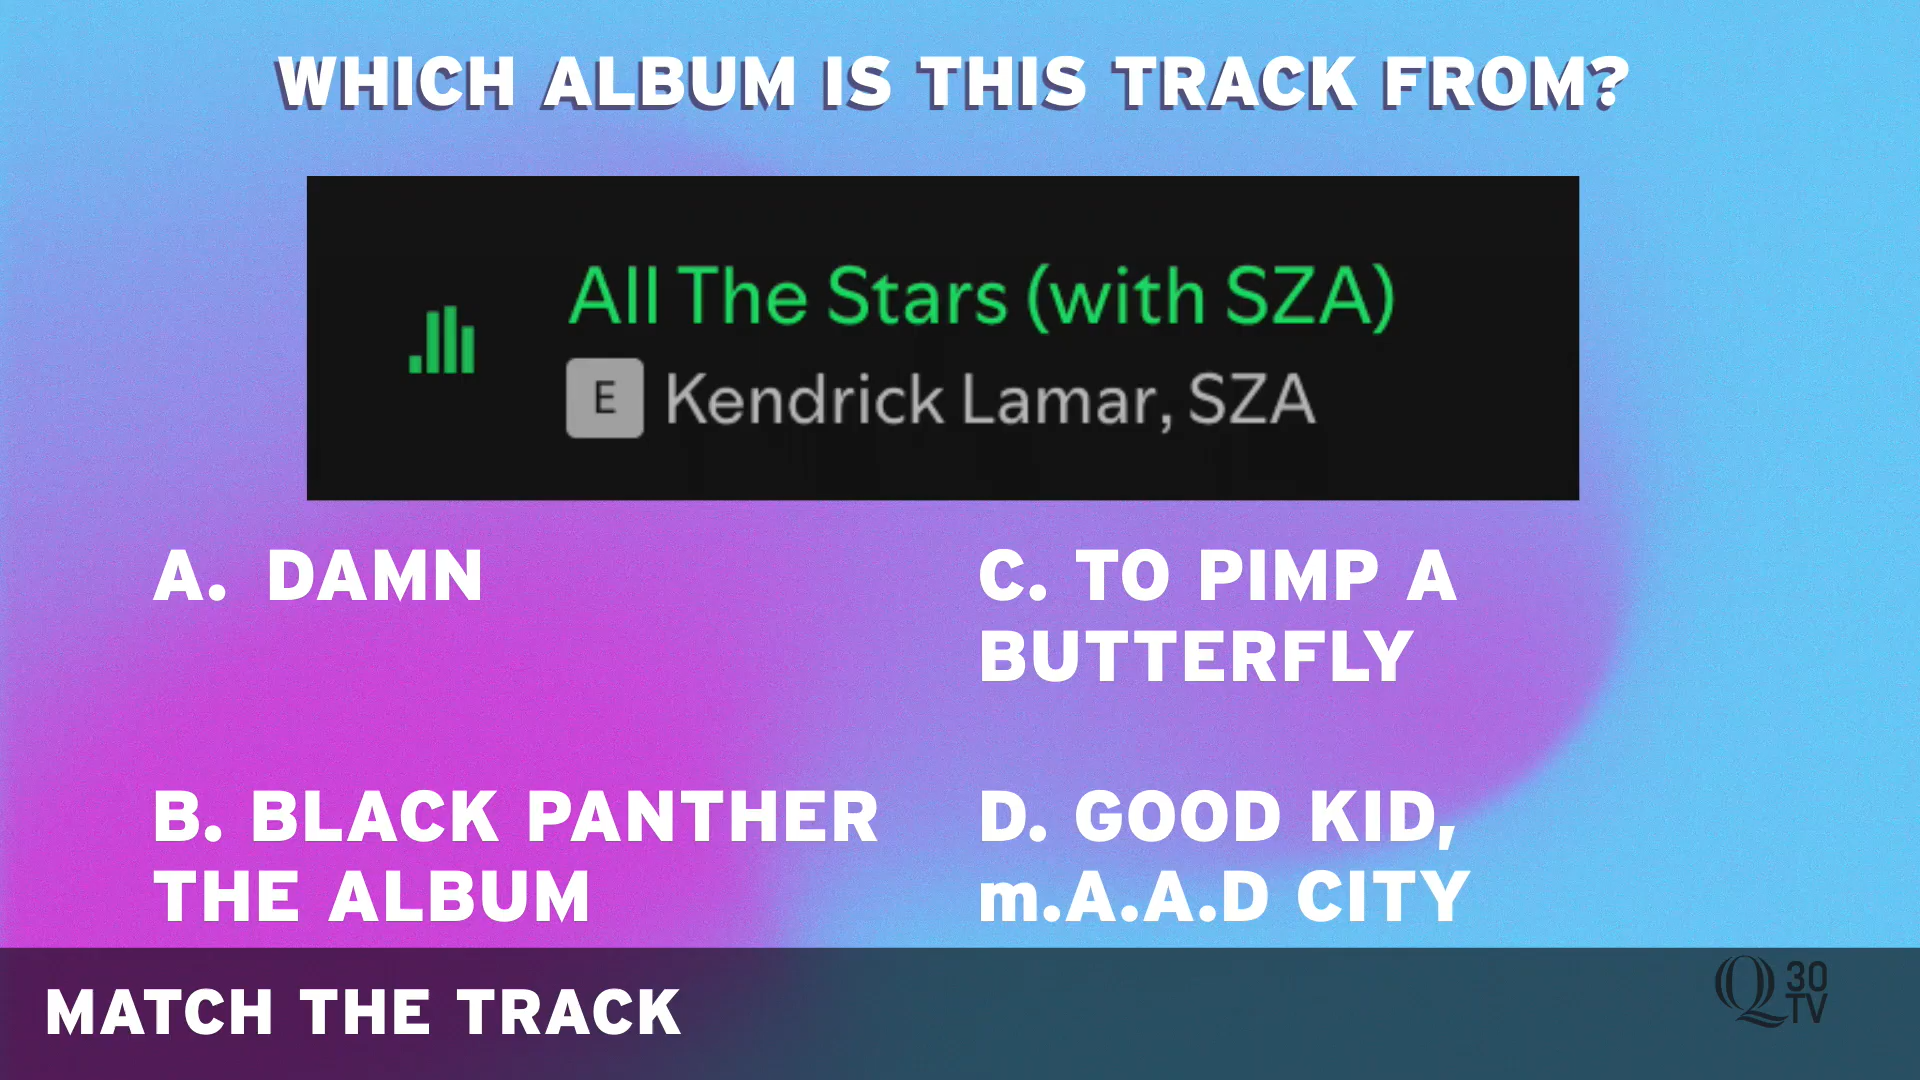 WHICH ALBUM IS THIS TRACK FROM?
All The Stars (with SZA)
E Kendrick Lamar, SZA
A. DAMN
B. BLACK PANTHER
THE ALBUM
C. TO PIMP A
BUTTERFLY
D. GOOD KID,
m.A.A.D CITY
MATCH THE TRACK
Q 30
TV